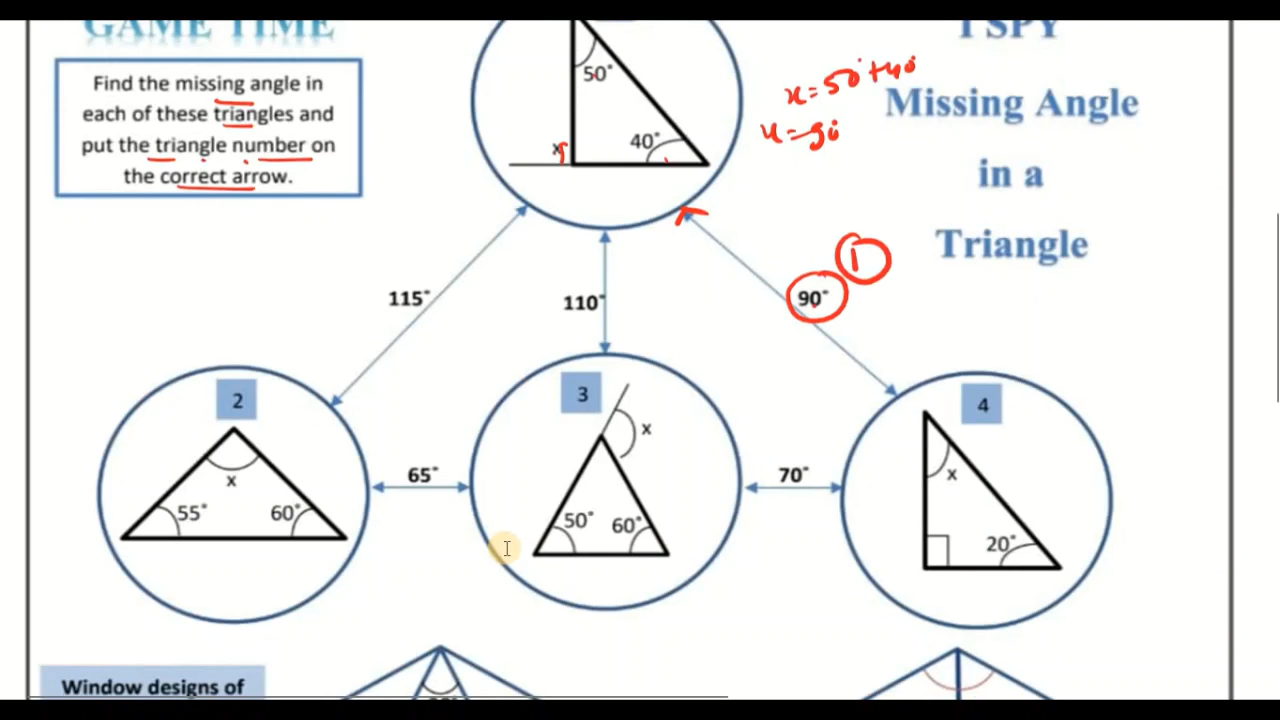 GAME TIME
Find the missing angle in
each of these triangles and
put the triangle number on
the correct arrow.
50°
40°
x
x=50°+40°
x=90°
I SPY
Missing Angle
in a
Triangle
115°
110°
90°
1
2
x
55°
60°
65°
3
x
50°
60°
70°
4
x
20°
Window designs of